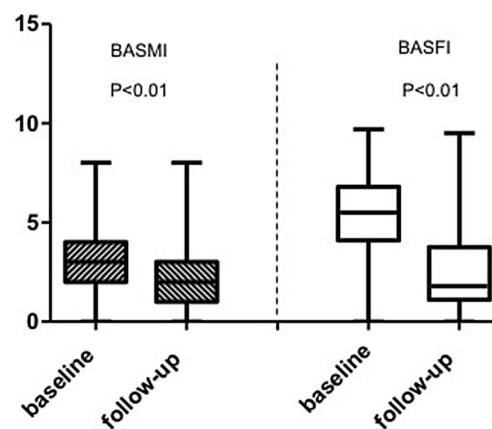 15
BASMI
BASFI
P<0.01
P<0.01
10
5
0
baseline
follow-up
baseline
follow-up